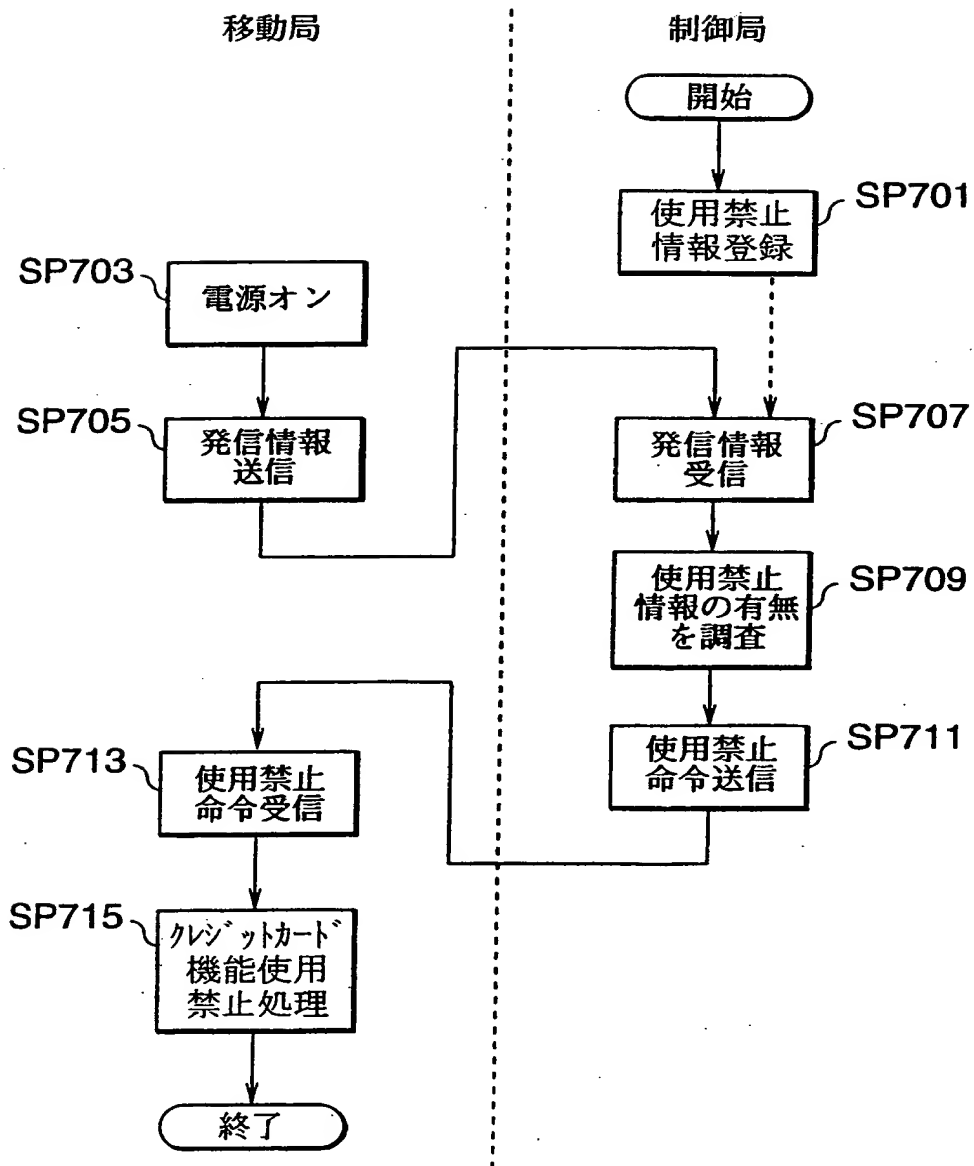 移動局
制御局
開始
SP701
使用禁止
情報登録
SP703
電源オン
SP705
発信情報
送信
SP707
発信情報
受信
SP709
使用禁止
情報の有無
を調査
SP711
使用禁止
命令送信
SP713
使用禁止
命令受信
SP715
クレジットカード
機能使用
禁止処理
終了